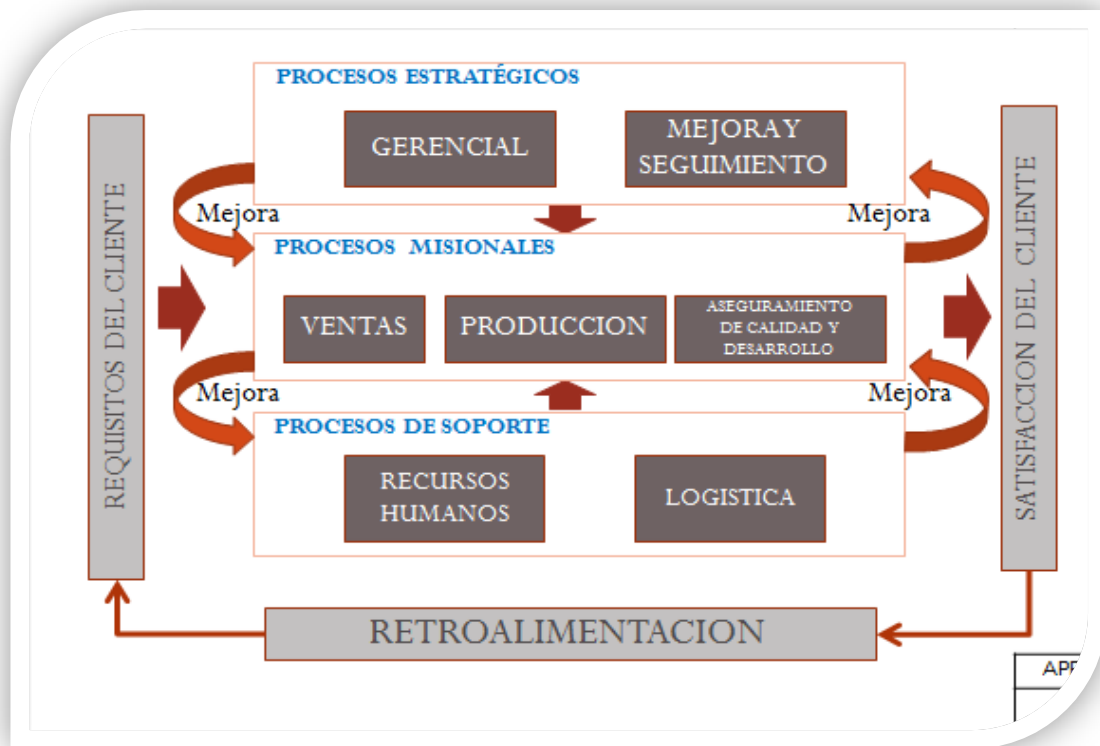 PROCESOS ESTRATÉGICOS
GERENCIAL
MEJORA Y
SEGUIMIENTO
Mejora
Mejora
PROCESOS MISIONALES
VENTAS
PRODUCCION
ASEGURAMIENTO
DE CALIDAD Y
DESARROLLO
Mejora
Mejora
PROCESOS DE SOPORTE
RECURSOS
HUMANOS
LOGISTICA
REQUISITOS DEL CLIENTE
SATISFACCION DEL CLIENTE
RETROALIMENTACION